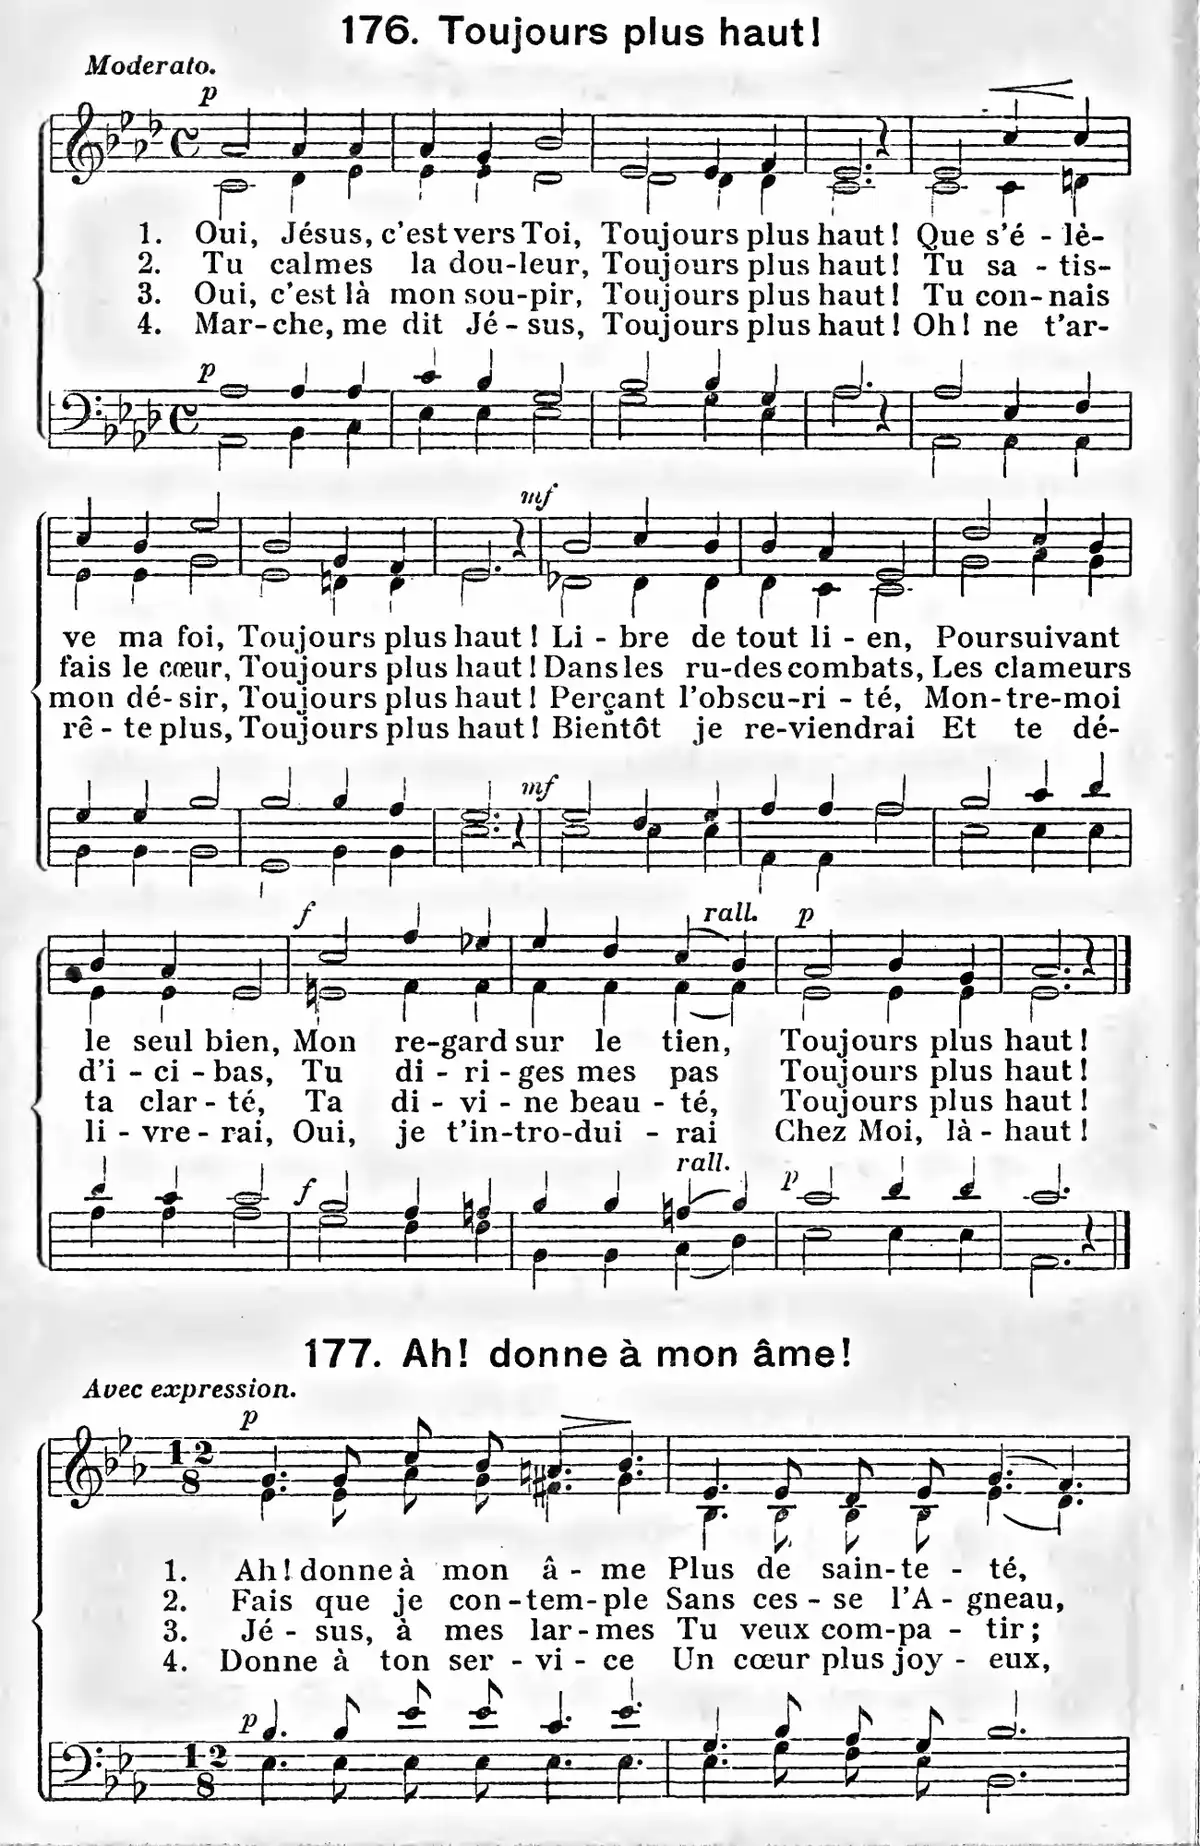 176. Toujours plus haut!
Moderato.
p
1. Oui, Jésus, c'est vers Toi, Toujours plus haut! Que s'é - lè-
2. Tu calmes la dou-leur, Toujours plus haut! Tu sa - tis-
3. Oui, c'est là mon sou-pir, Toujours plus haut! Tu con-nais
4. Mar-che, me dit Jé-sus, Toujours plus haut! Oh! ne t'ar-
p
mf
ve ma foi, Toujours plus haut! Li - bre de tout li - en, Poursuivant
fais le cœur, Toujours plus haut! Dans les ru-des combats, Les clameurs
mon dé-sir, Toujours plus haut! Perçant l'obscu-ri - té, Mon-tre-moi
rê - te plus, Toujours plus haut! Bientôt je re-viendrai Et te dé-
mf
f rall. p
le seul bien, Mon re-gard sur le tien, Toujours plus haut!
d'i - ci - bas, Tu di - ri - ges mes pas Toujours plus haut!
ta clar - té, Ta di - vi - ne beau - té, Toujours plus haut!
li - vre - rai, Oui, je t'in-tro-dui - rai Chez Moi, là - haut!
f rall. p
177. Ah! donne à mon âme!
Avec expression.
p
12
8
1. Ah! donne à mon â - me Plus de sain-te - té,
2. Fais que je con-tem-ple Sans ces - se l'A - gneau,
3. Jé - sus, à mes lar-mes Tu veux com-pa - tir;
4. Donne à ton ser - vi - ce Un cœur plus joy - eux,
p
12
8